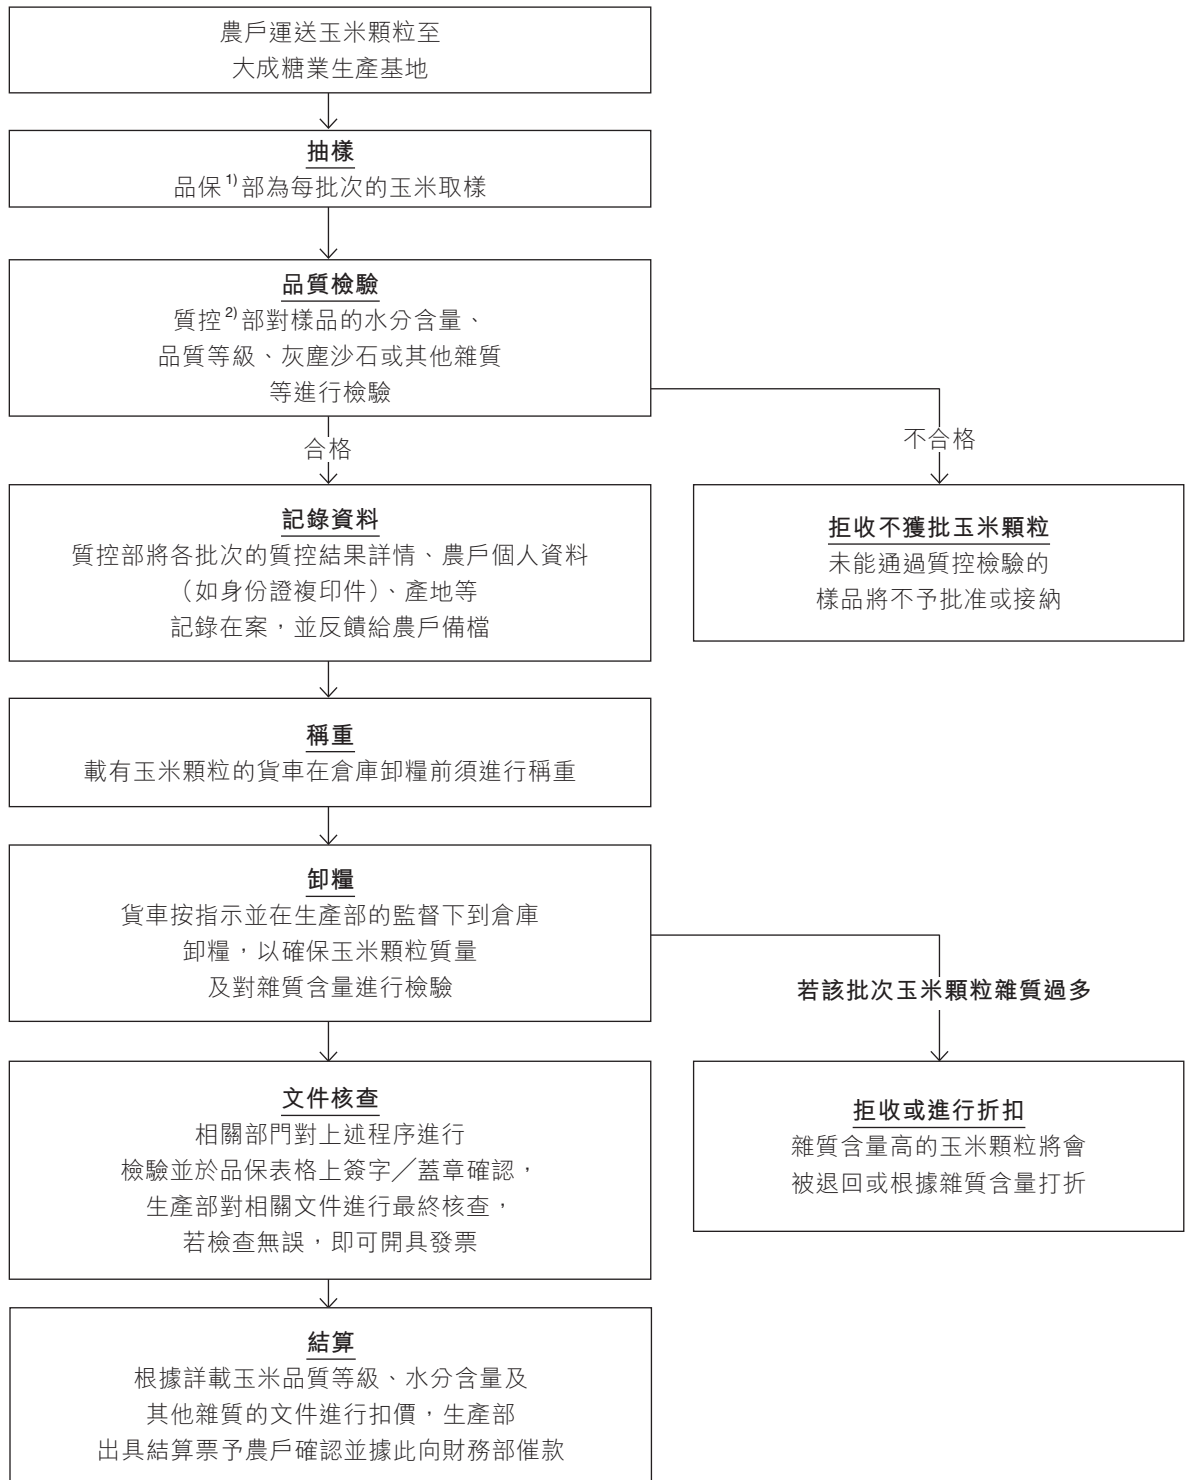 農戶運送玉米顆粒至
大成糖業生產基地
抽樣
品保1)部為每批次的玉米取樣
品質檢驗
質控2)部對樣品的水分含量、
品質等級、灰塵沙石或其他雜質
等進行檢驗
合格
不合格
記錄資料
質控部將各批次的質控結果詳情、農戶個人資料
（如身份證複印件）、產地等
記錄在案，並反饋給農戶備檔
拒收不獲批玉米顆粒
未能通過質控檢驗的
樣品將不予批准或接納
稱重
載有玉米顆粒的貨車在倉庫卸糧前須進行稱重
卸糧
貨車按指示並在生產部的監督下到倉庫
卸糧，以確保玉米顆粒質量
及對雜質含量進行檢驗
若該批次玉米顆粒雜質過多
文件核查
相關部門對上述程序進行
檢驗並於品保表格上簽字／蓋章確認，
生產部對相關文件進行最終核查，
若檢查無誤，即可開具發票
拒收或進行折扣
雜質含量高的玉米顆粒將會
被退回或根據雜質含量打折
結算
根據詳載玉米品質等級、水分含量及
其他雜質的文件進行扣價，生產部
出具結算票予農戶確認並據此向財務部催款